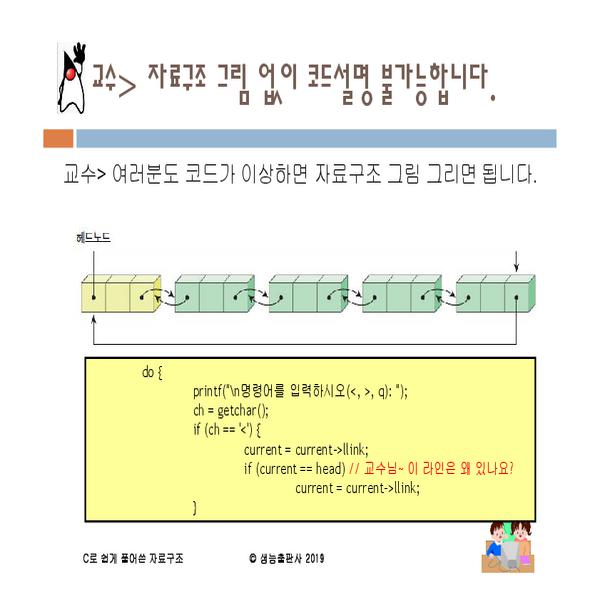 교수> 자료구조 그림 없이 코드설명 불가능합니다.
교수> 여러분도 코드가 이상하면 자료구조 그림 그리면 됩니다.
헤드노드
do {
printf("\n명령어를 입력하시오(<, >, q): ");
ch = getchar();
if (ch == '<') {
current = current->llink;
if (current == head) // 교수님~ 이 라인은 왜 있나요?
current = current->llink;
}
C로 쉽게 풀어쓴 자료구조
© 생능출판사 2019